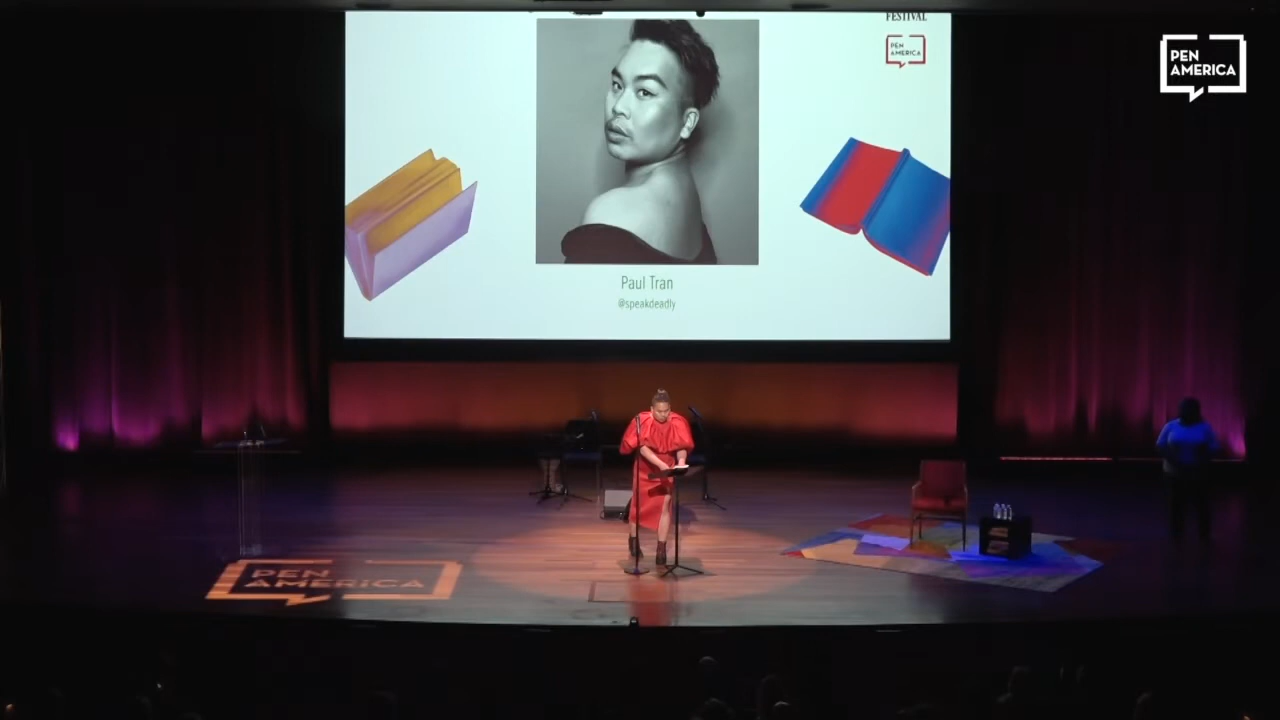 FESTIVAL
PEN
AMERICA
PEN
AMERICA
Paul Tran
@speakdeadly
PEN
AMERICA